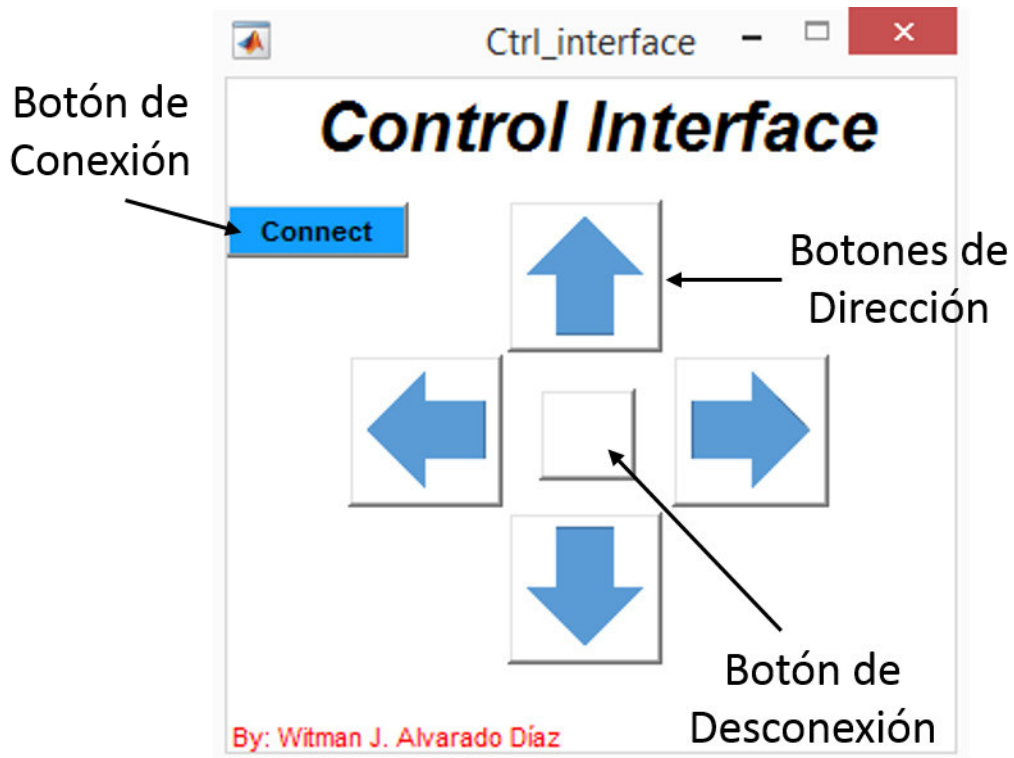 Ctrl_interface
Control Interface
Botón de
Conexión
Connect
Botones de
Dirección
Botón de
Desconexión
By: Witman J. Alvarado Díaz